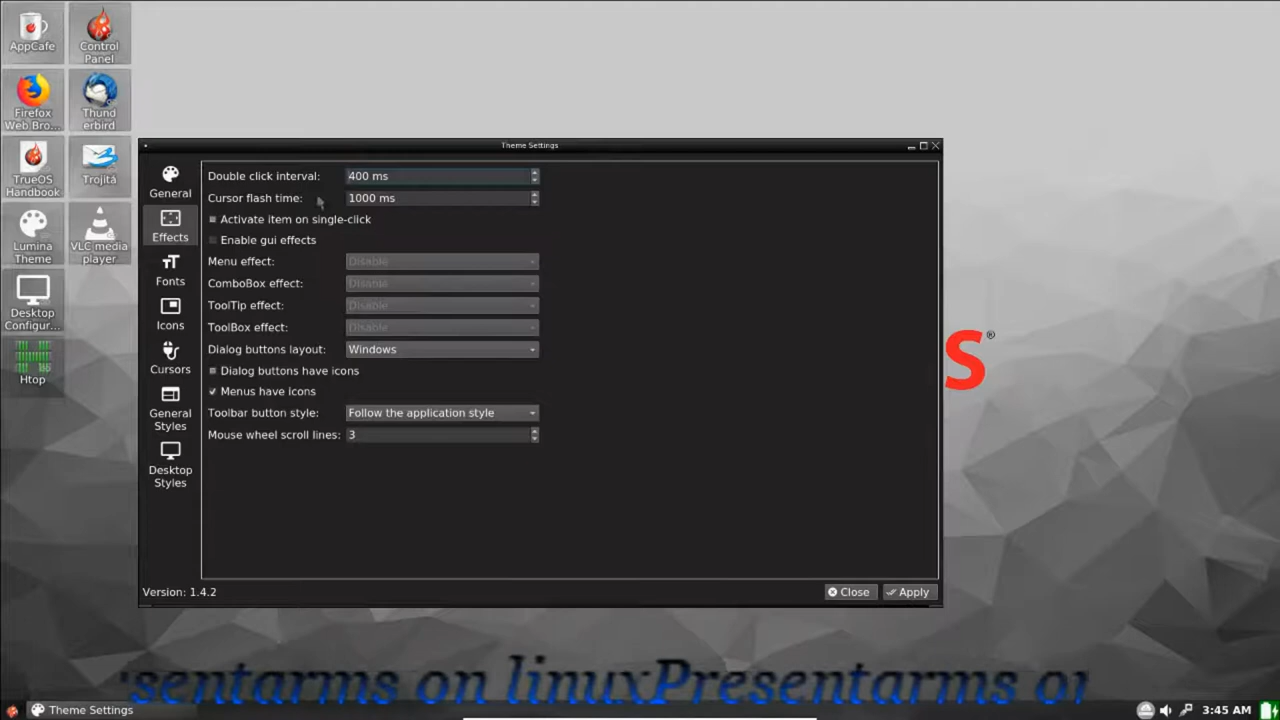 AppCafe
Control
Panel
Firefox
Web Bro...
Thund
erbird
TrueOS
Handbook
Trojitá
Lumina
Theme
VLC media
player
Desktop
Configur...
Htop
Theme Settings
General
Effects
Fonts
Icons
Cursors
General
Styles
Desktop
Styles
Double click interval: 400 ms
Cursor flash time: 1000 ms
Activate item on single-click
Enable gui effects
Menu effect: Disable
ComboBox effect: Disable
ToolTip effect: Disable
ToolBox effect: Disable
Dialog buttons layout: Windows
Dialog buttons have icons
Menus have icons
Toolbar button style: Follow the application style
Mouse wheel scroll lines: 3
Version: 1.4.2
Close
Apply
S®
sentarms on linuxPresentarms or
Theme Settings
3:45 AM